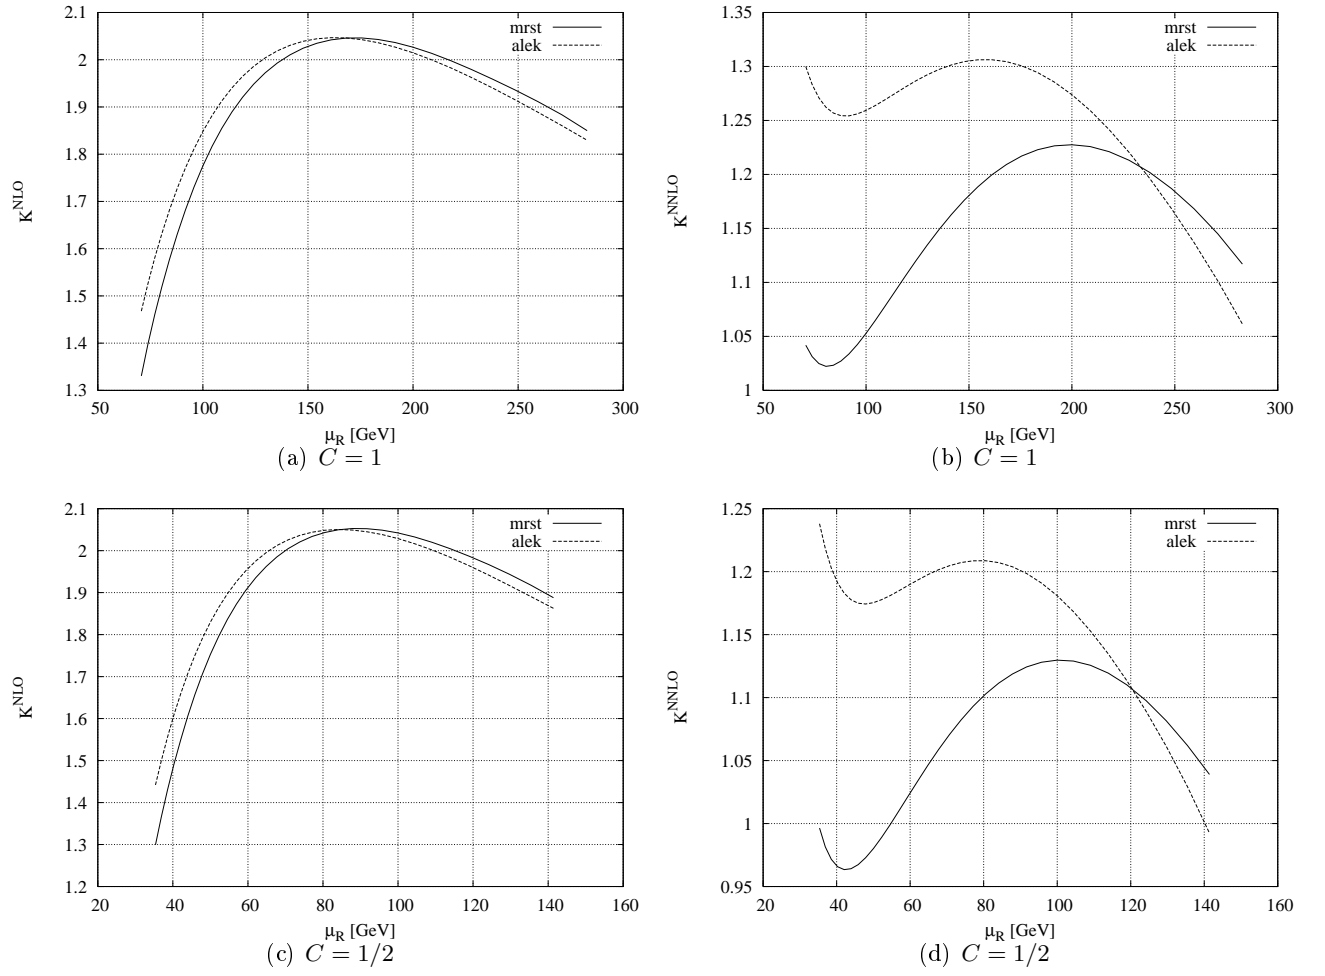 2.1
2
1.9
1.8
1.7
1.6
1.5
1.4
1.3
50 100 150 200 250 300
K^NLO
μ_R [GeV]
mrst
alek
(a) C = 1
1.35
1.3
1.25
1.2
1.15
1.1
1.05
1
50 100 150 200 250 300
K^NNLO
μ_R [GeV]
mrst
alek
(b) C = 1
2.1
2
1.9
1.8
1.7
1.6
1.5
1.4
1.3
1.2
20 40 60 80 100 120 140 160
K^NLO
μ_R [GeV]
mrst
alek
(c) C = 1/2
1.25
1.2
1.15
1.1
1.05
1
0.95
20 40 60 80 100 120 140 160
K^NNLO
μ_R [GeV]
mrst
alek
(d) C = 1/2